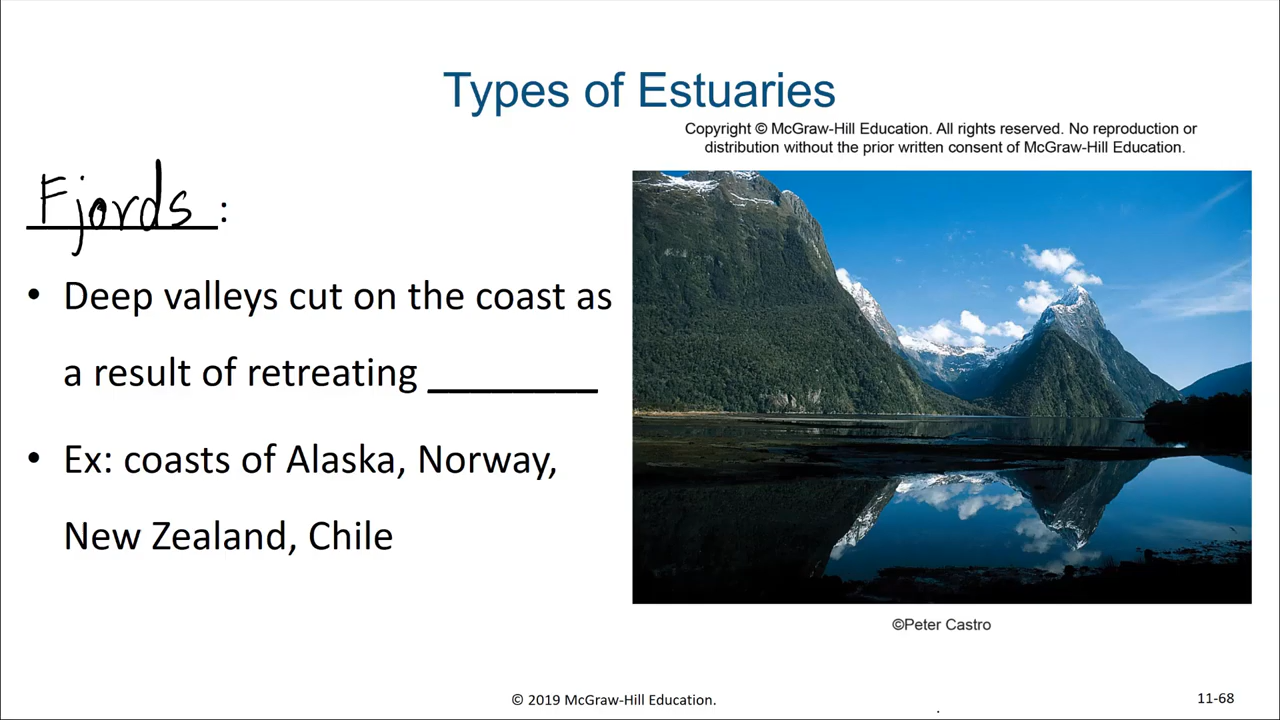 Types of Estuaries
Copyright © McGraw-Hill Education. All rights reserved. No reproduction or
distribution without the prior written consent of McGraw-Hill Education.
Fjords:
• Deep valleys cut on the coast as
a result of retreating ________
• Ex: coasts of Alaska, Norway,
New Zealand, Chile
©Peter Castro
© 2019 McGraw-Hill Education.
11-68